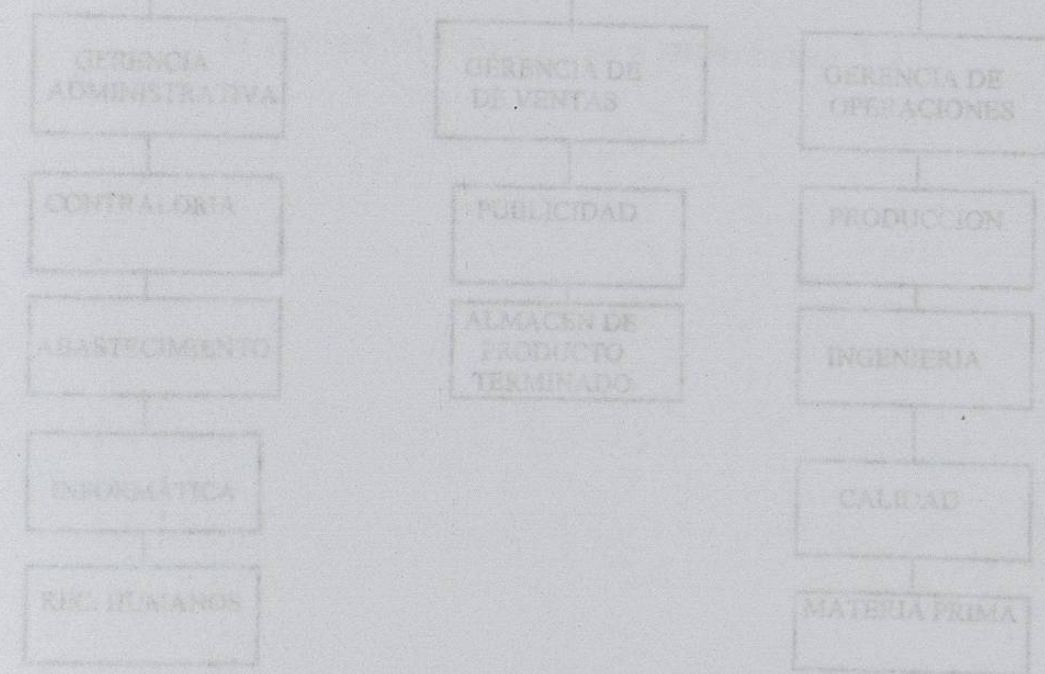 GERENCIA
ADMINISTRATIVA
CONTRALORIA
ABASTECIMIENTO
INFORMÁTICA
REC. HUMANOS
GERENCIA DE
DE VENTAS
PUBLICIDAD
ALMACEN DE
PRODUCTO
TERMINADO
GERENCIA DE
OPERACIONES
PRODUCCION
INGENIERIA
CALIDAD
MATERIA PRIMA